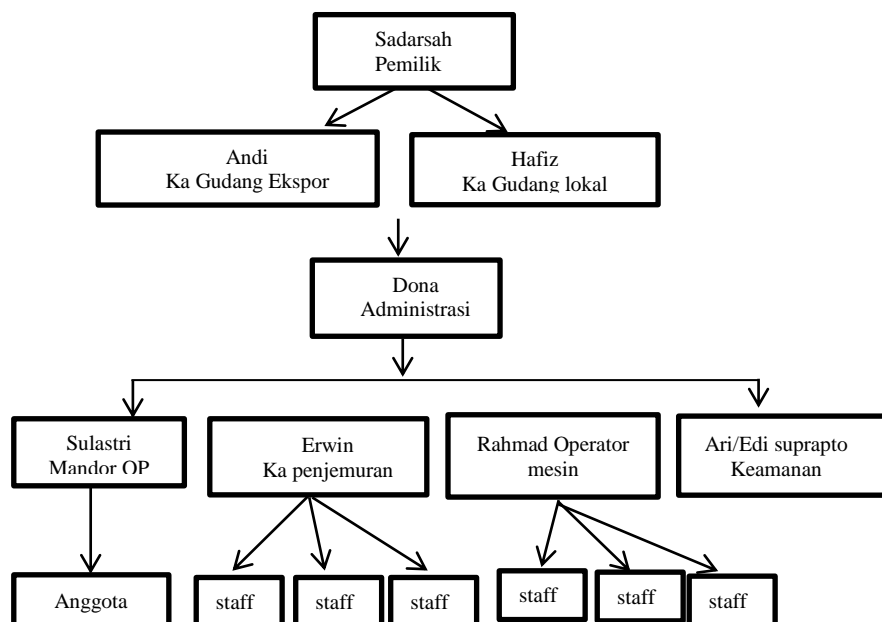 Sadarsah
Pemilik
Andi
Ka Gudang Ekspor
Hafiz
Ka Gudang lokal
Dona
Administrasi
Sulastri
Mandor OP
Erwin
Ka penjemuran
Rahmad Operator
mesin
Ari/Edi suprapto
Keamanan
Anggota
staff
staff
staff
staff
staff
staff